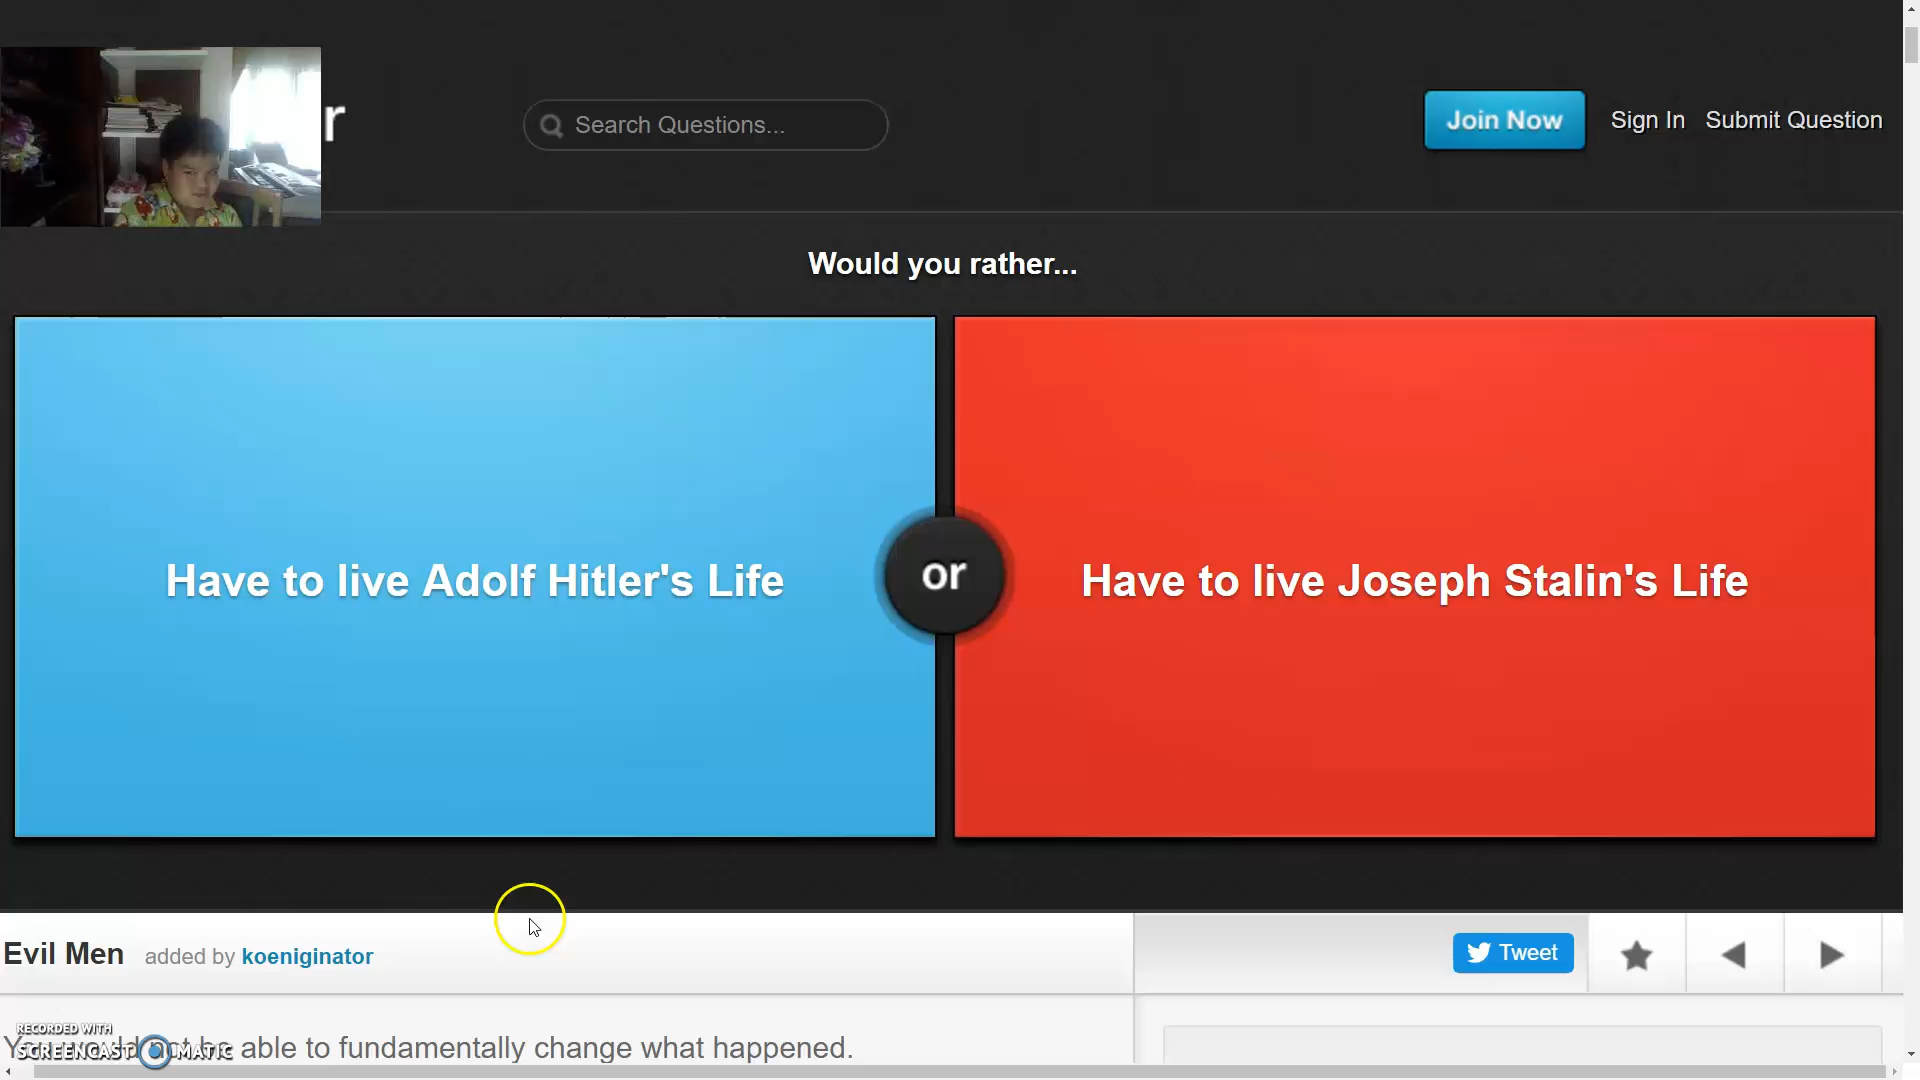 r
Search Questions...
Join Now
Sign In
Submit Question
Would you rather...
Have to live Adolf Hitler's Life
or
Have to live Joseph Stalin's Life
Evil Men added by koeniginator
Tweet
be able to fundamentally change what happened.
RECORDED WITH
SCREENCAST MATIC